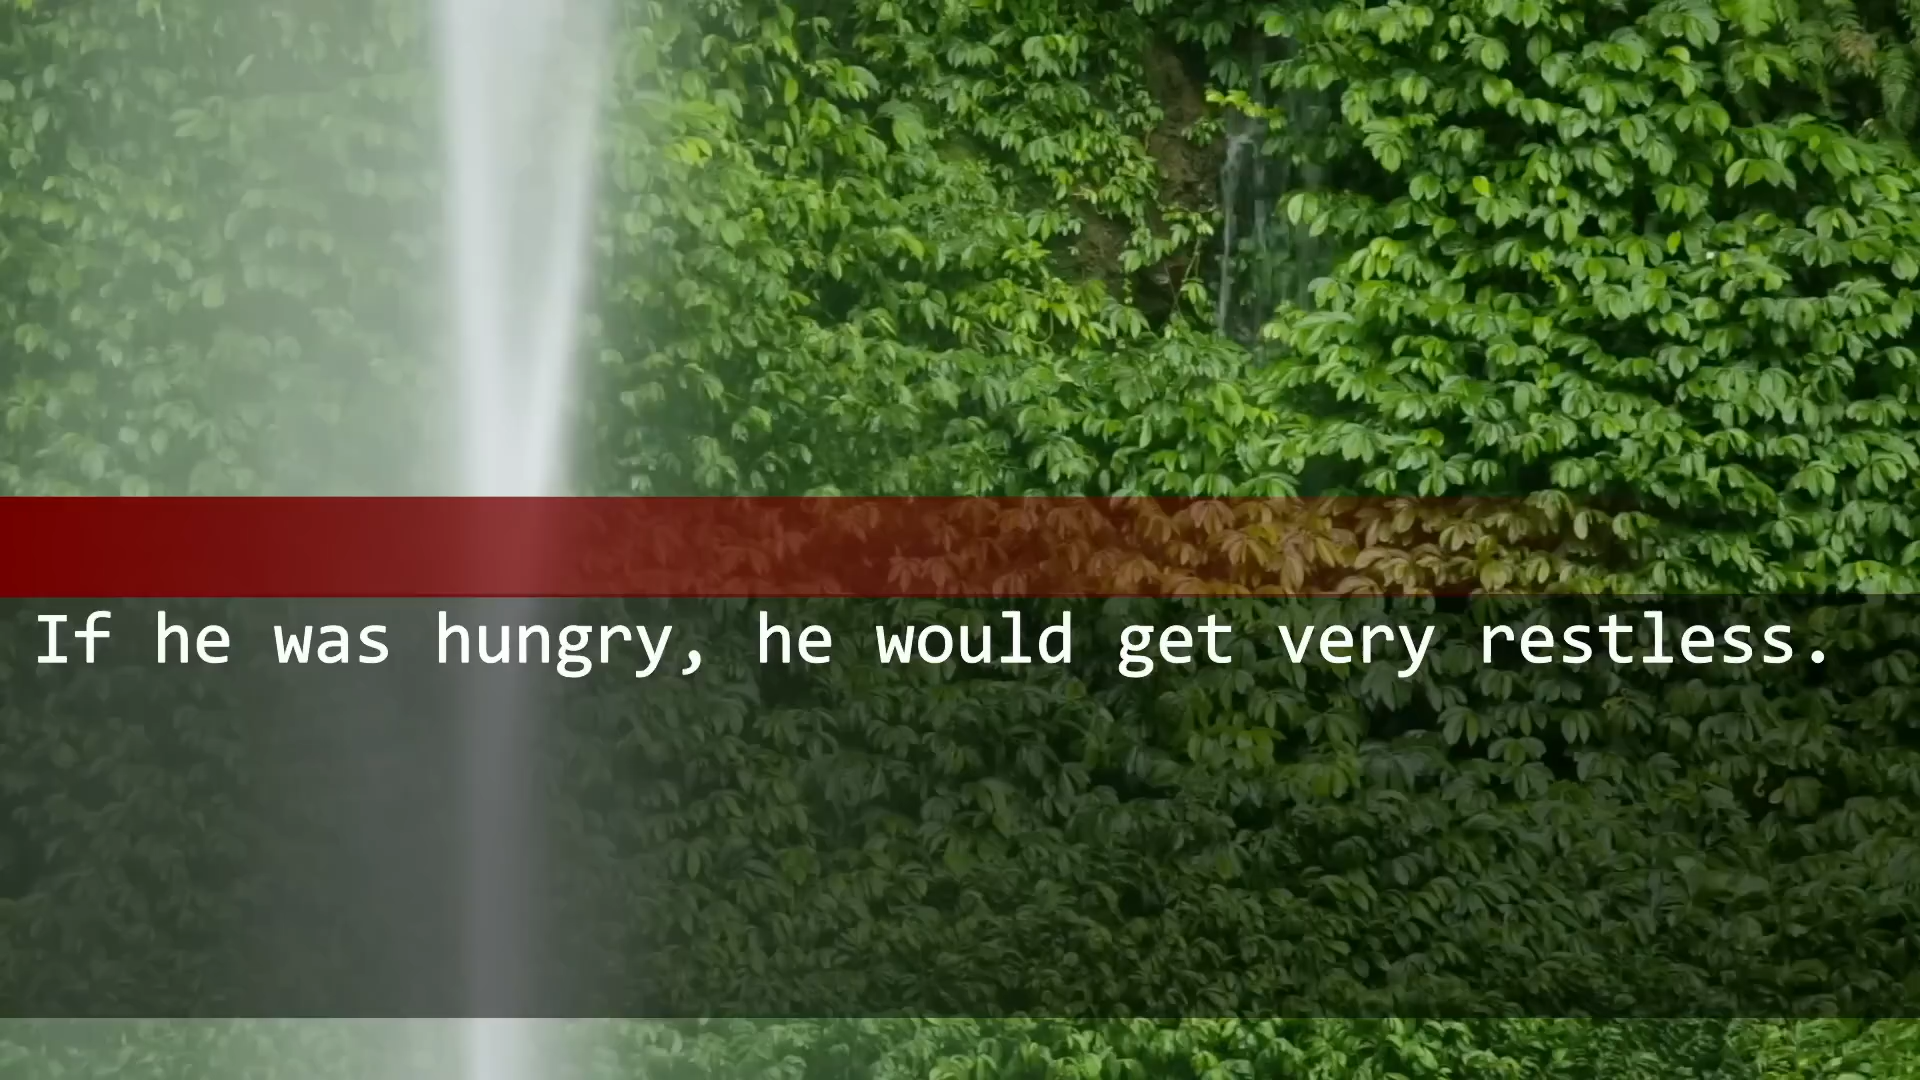 If he was hungry, he would get very restless.